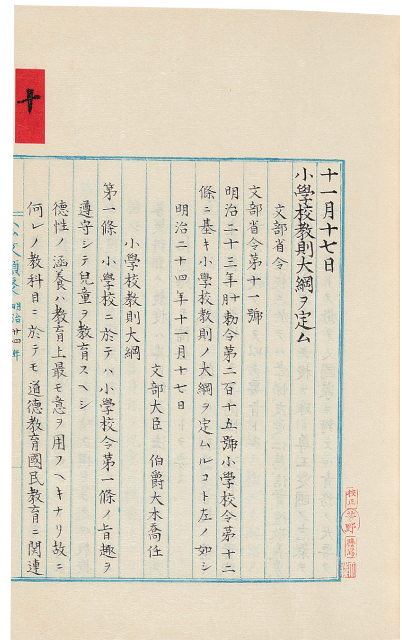 十一月十七日
小學校教則大綱ヲ定ム
文部省令
文部省令第十一號
明治二十三年十月勅令第二百十五號小學校令第十二
條ニ基キ小學校教則ノ大綱ヲ定ムルコト左ノ如シ
明治二十四年十一月十七日
文部大臣 伯爵大木喬任
小學校教則大綱
第一條 小學校ニ於テハ小學校令第一條ノ旨趣ヲ
遵守シテ兒童ヲ教育スヘシ
德性ノ涵養ハ教育上最モ意ヲ用フヘキナリ故ニ
何レノ教科目ニ於テモ道德教育國民教育ニ關連
十
公文類聚 明治廿四年
校正